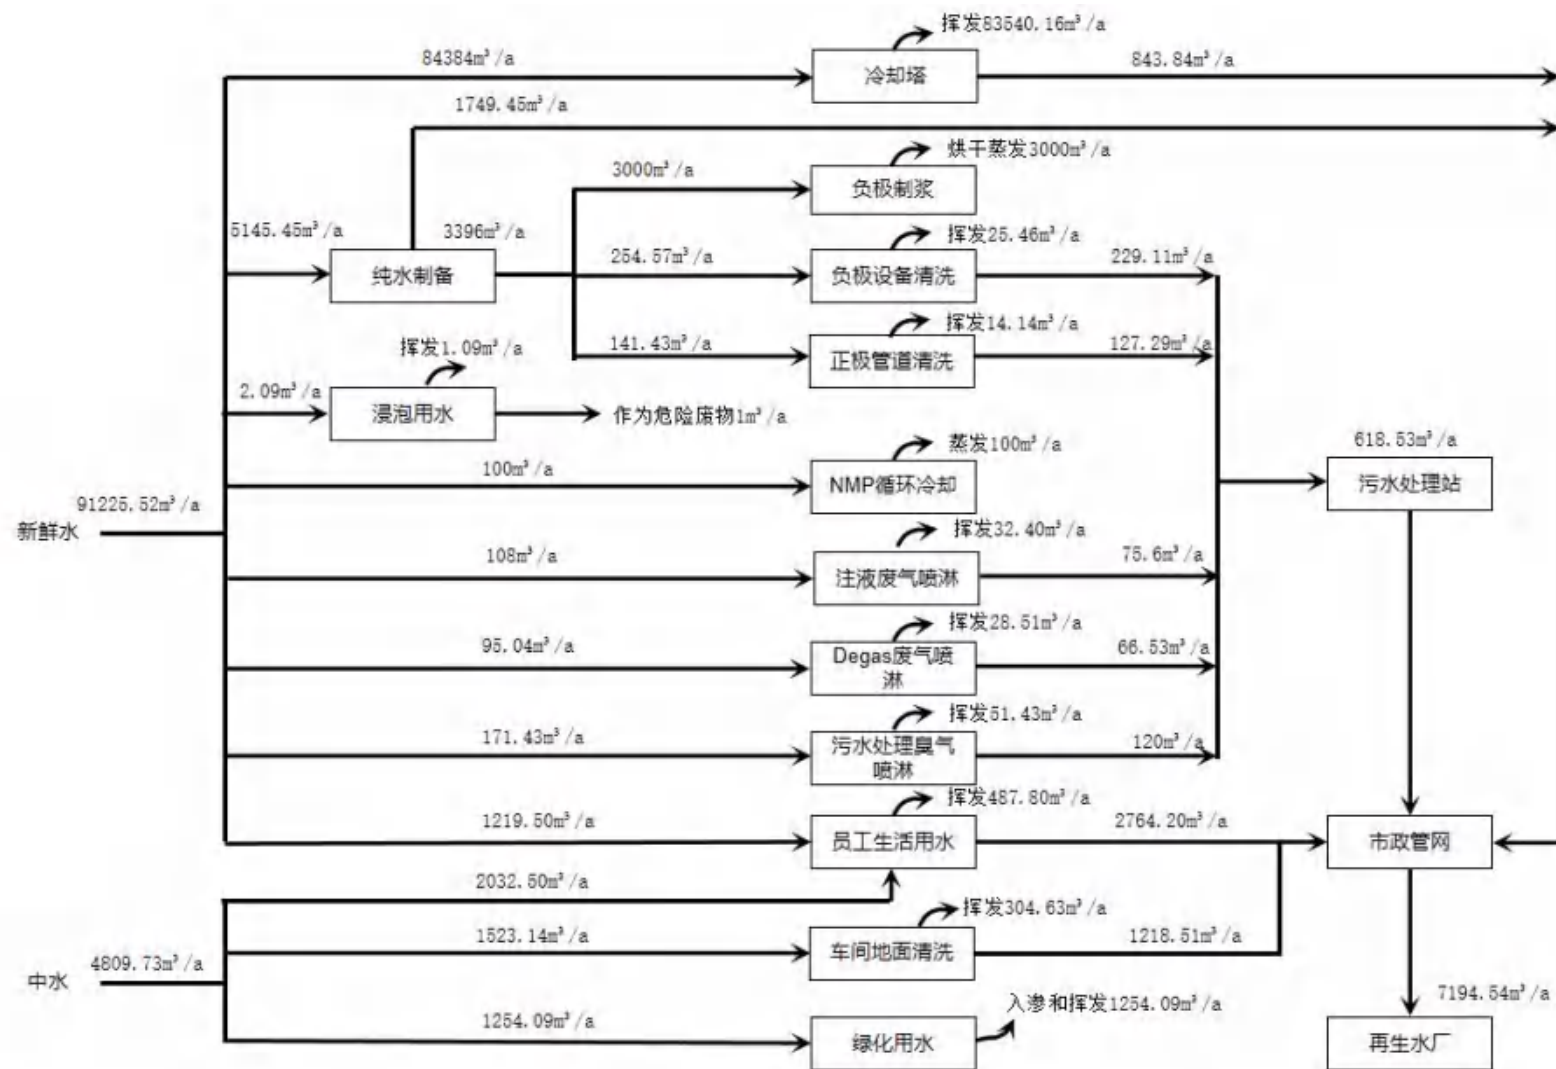 挥发83540.16m³/a
84384m³/a
冷却塔
843.84m³/a
1749.45m³/a
烘干蒸发3000m³/a
3000m³/a
负极制浆
5145.45m³/a
3396m³/a
挥发25.46m³/a
纯水制备
254.57m³/a
负极设备清洗
229.11m³/a
挥发14.14m³/a
141.43m³/a
正极管道清洗
127.29m³/a
挥发1.09m³/a
2.09m³/a
浸泡用水
作为危险废物1m³/a
蒸发100m³/a
618.53m³/a
100m³/a
NMP循环冷却
污水处理站
91225.52m³/a
新鲜水
挥发32.40m³/a
108m³/a
注液废气喷淋
75.6m³/a
挥发28.51m³/a
95.04m³/a
Degas废气喷
淋
66.53m³/a
挥发51.43m³/a
171.43m³/a
污水处理臭气
喷淋
120m³/a
挥发487.80m³/a
1219.50m³/a
员工生活用水
2764.20m³/a
市政管网
2032.50m³/a
挥发304.63m³/a
1523.14m³/a
车间地面清洗
1218.51m³/a
4809.73m³/a
中水
入渗和挥发1254.09m³/a
7194.54m³/a
1254.09m³/a
绿化用水
再生水厂